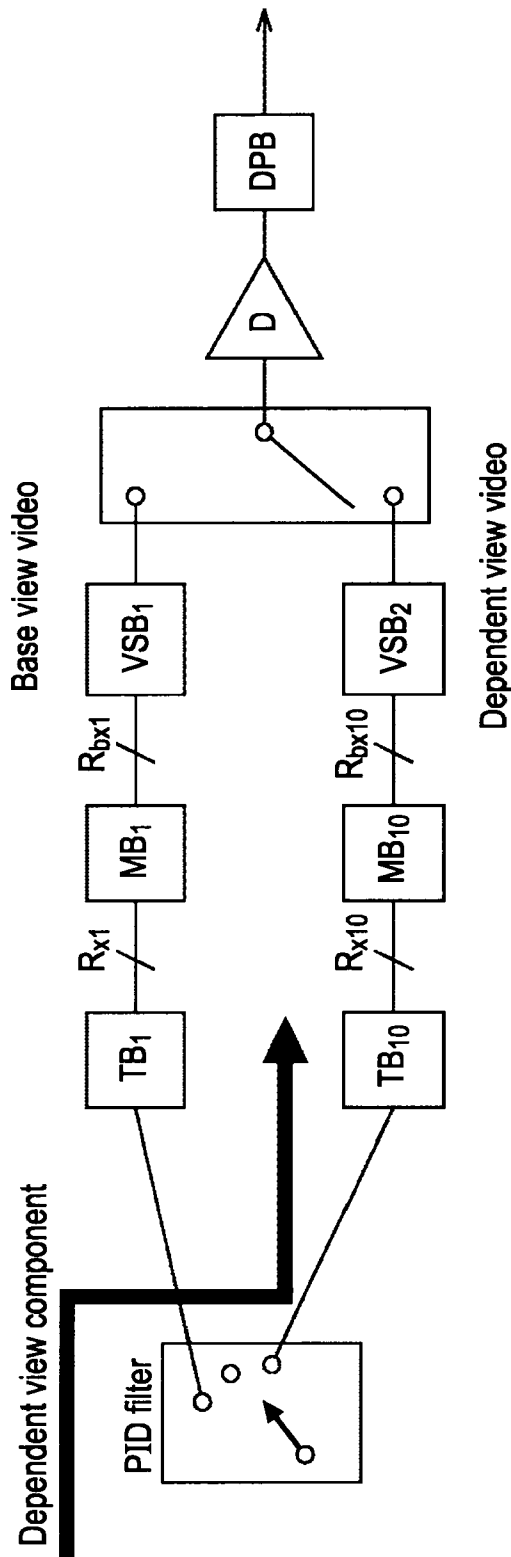 Dependent view component
PID filter
Base view video
TB1
Rx1
MB1
Rbx1
VSB1
TB10
Rx10
MB10
Rbx10
VSB2
Dependent view video
D
DPB